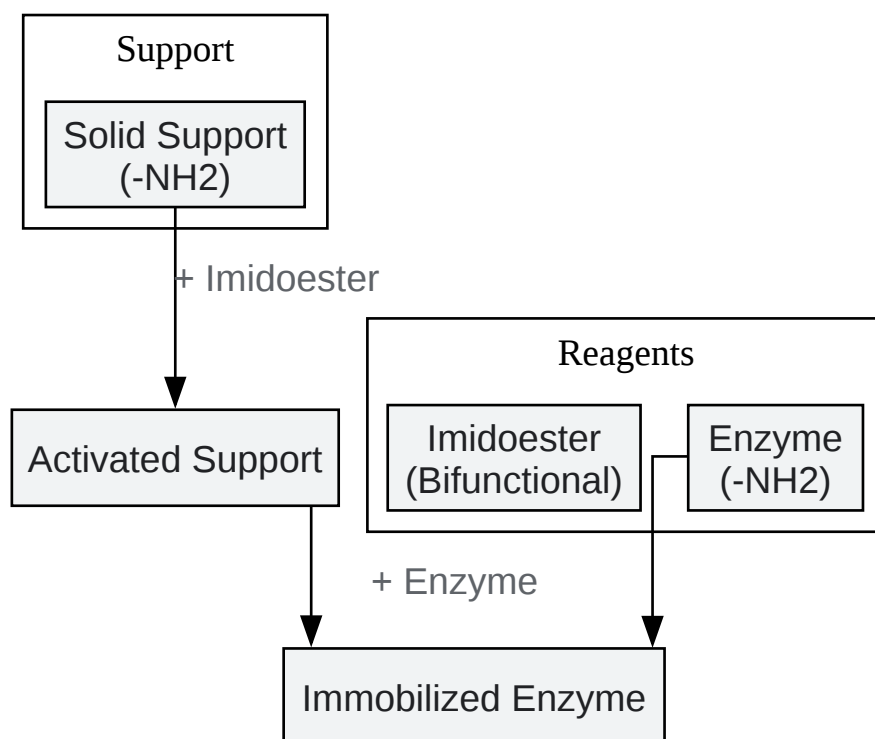 Support
Solid Support
(-NH2)
+ Imidoester
Reagents
Activated Support
Imidoester
(Bifunctional)
Enzyme
(-NH2)
+ Enzyme
Immobilized Enzyme